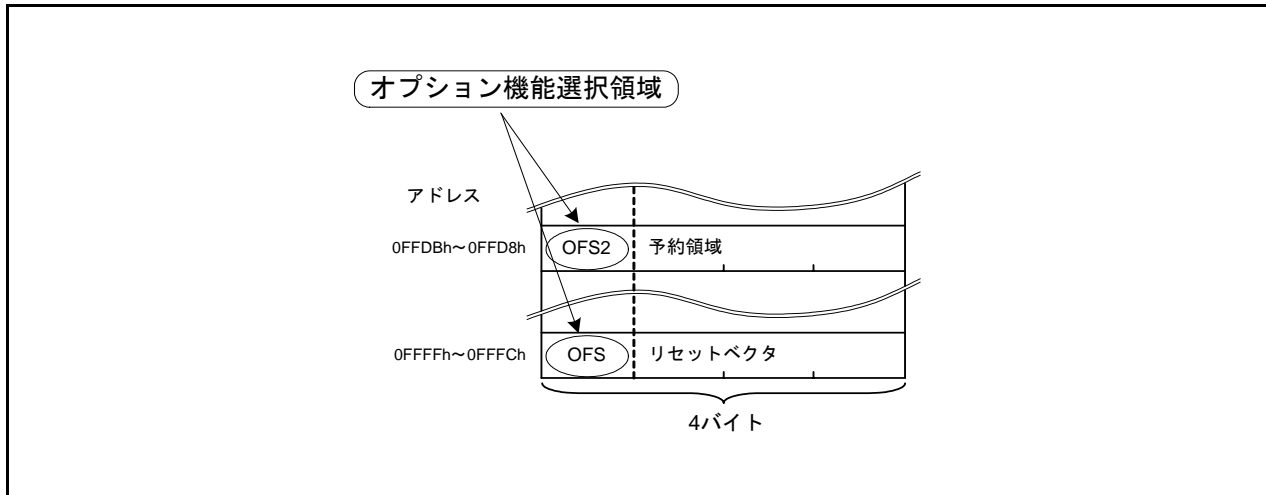 オプション機能選択領域
アドレス
0FFDBh～0FFD8h OFS2 予約領域
0FFFFh～0FFFCh OFS リセットベクタ
4バイト